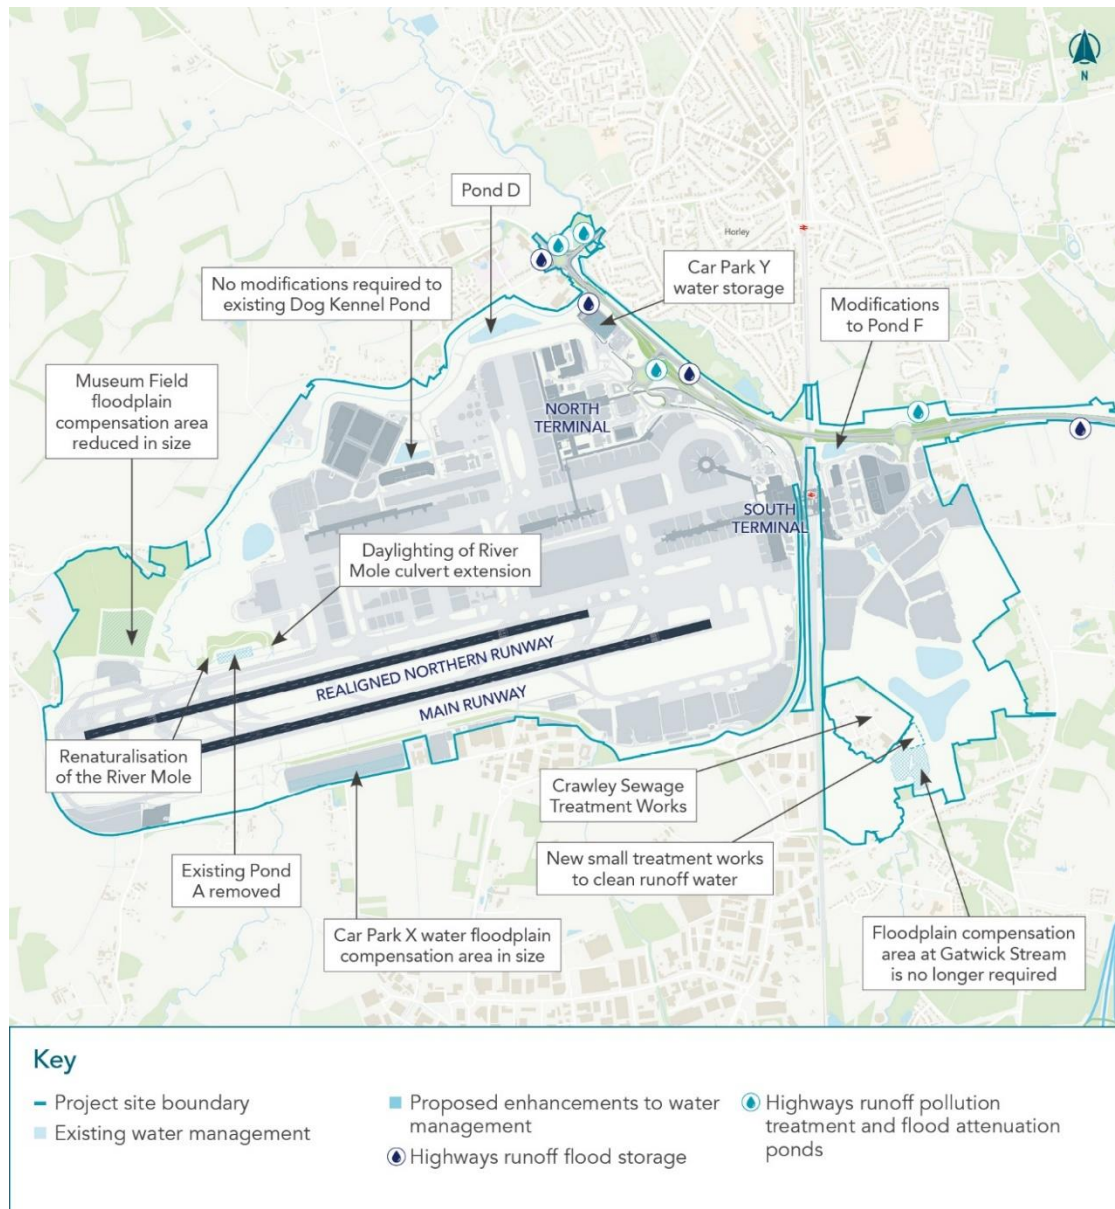 N
Pond D
Horley
Car Park Y
water storage
No modifications required to
existing Dog Kennel Pond
Modifications
to Pond F
Museum Field
floodplain
compensation area
reduced in size
NORTH
TERMINAL
SOUTH
TERMINAL
Daylighting of River
Mole culvert extension
REALIGNED NORTHERN RUNWAY
MAIN RUNWAY
Renaturalisation
of the River Mole
Crawley Sewage
Treatment Works
Existing Pond
A removed
New small treatment works
to clean runoff water
Car Park X water floodplain
compensation area in size
Floodplain compensation
area at Gatwick Stream
is no longer required
Key
Project site boundary
Existing water management
Proposed enhancements to water
management
Highways runoff flood storage
Highways runoff pollution
treatment and flood attenuation
ponds